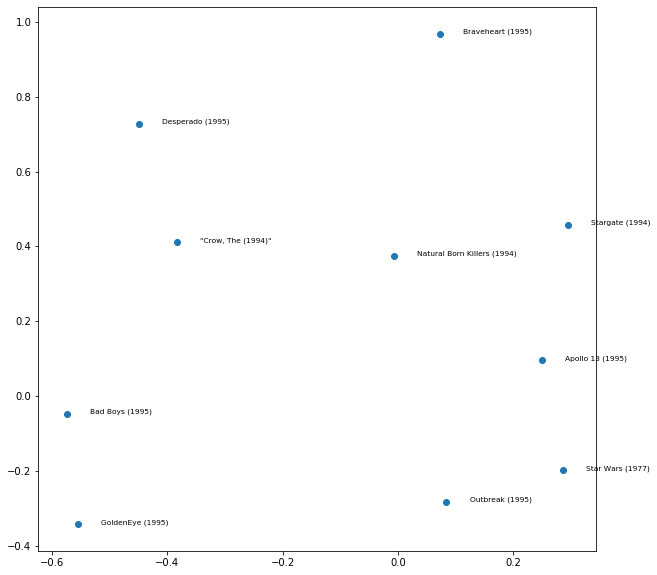 1.0
Braveheart (1995)
0.8
Desperado (1995)
0.6
Stargate (1994)
"Crow, The (1994)"
0.4
Natural Born Killers (1994)
0.2
Apollo 13 (1995)
0.0
Bad Boys (1995)
−0.2
Star Wars (1977)
Outbreak (1995)
GoldenEye (1995)
−0.4
−0.6 −0.4 −0.2 0.0 0.2